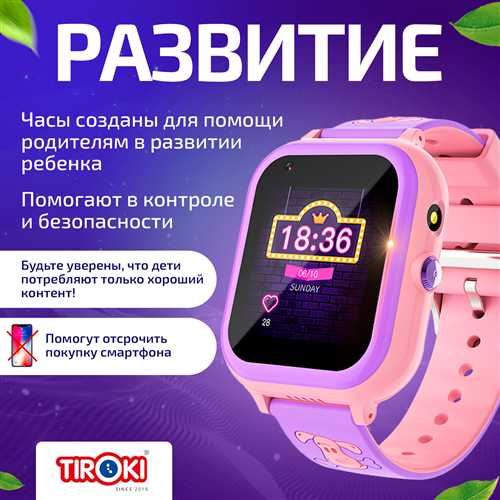 РАЗВИТИЕ
Часы созданы для помощи
родителям в развитии
ребенка
Помогают в контроле
и безопасности
18:36
06/10
SUNDAY
28
Будьте уверены, что дети
потребляют только хороший
контент!
Помогут отсрочить
покупку смартфона
TIROKI
SINCE 2015